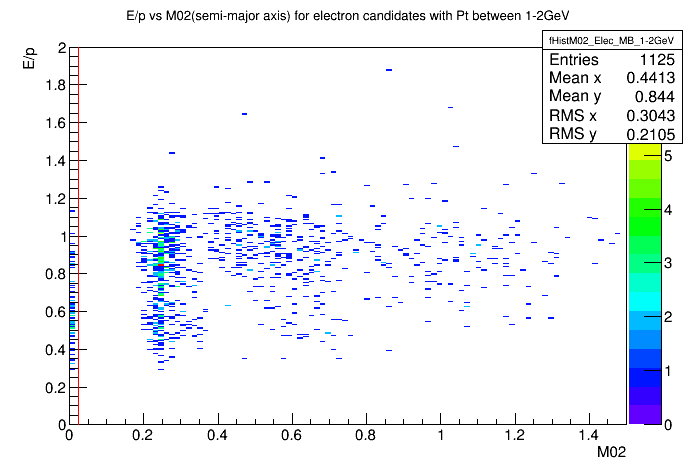 E/p vs M02(semi-major axis) for electron candidates with Pt between 1-2GeV
fHistM02_Elec_MB_1-2GeV
Entries 1125
Mean x 0.4413
Mean y 0.844
RMS x 0.3043
RMS y 0.2105
E/p
2
1.8
1.6
1.4
1.2
1
0.8
0.6
0.4
0.2
0
0 0.2 0.4 0.6 0.8 1 1.2 1.4
M02
5
4
3
2
1
0